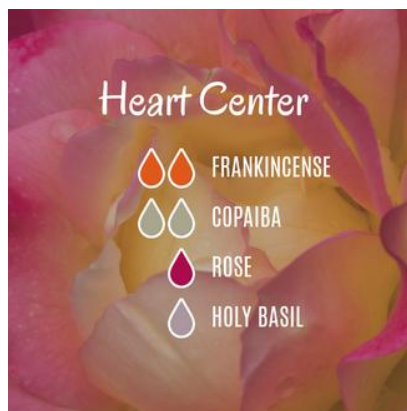 Heart Center
FRANKINCENSE
COPAIBA
ROSE
HOLY BASIL